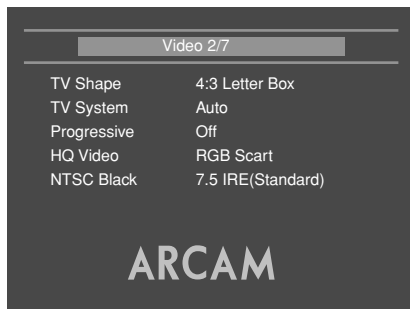 Video 2/7
TV Shape 4:3 Letter Box
TV System Auto
Progressive Off
HQ Video RGB Scart
NTSC Black 7.5 IRE(Standard)
ARCAM